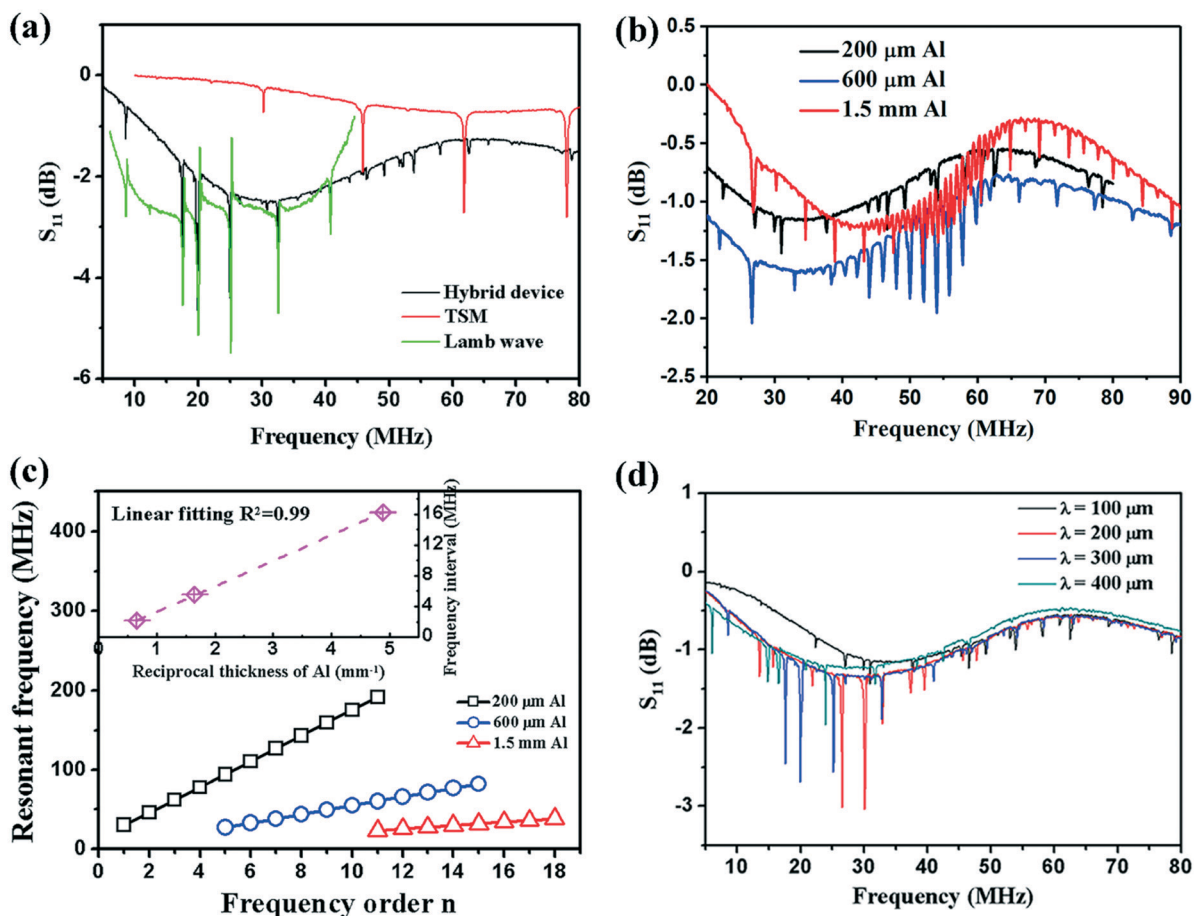 (a)
0
-2
-4
-6
S11 (dB)
10 20 30 40 50 60 70 80
Frequency (MHz)
Hybrid device
TSM
Lamb wave
(b)
0.5
0.0
-0.5
-1.0
-1.5
-2.0
-2.5
S11 (dB)
20 30 40 50 60 70 80 90
Frequency (MHz)
200 μm Al
600 μm Al
1.5 mm Al
(c)
400
300
200
100
0
Resonant frequency (MHz)
0 2 4 6 8 10 12 14 16 18
Frequency order n
Linear fitting R²=0.99
0 1 2 3 4 5
Reciprocal thickness of Al (mm⁻¹)
16
12
8
4
0
Frequency interval (MHz)
200 μm Al
600 μm Al
1.5 mm Al
(d)
1
0
-1
-2
-3
S11 (dB)
10 20 30 40 50 60 70 80
Frequency (MHz)
λ = 100 μm
λ = 200 μm
λ = 300 μm
λ = 400 μm